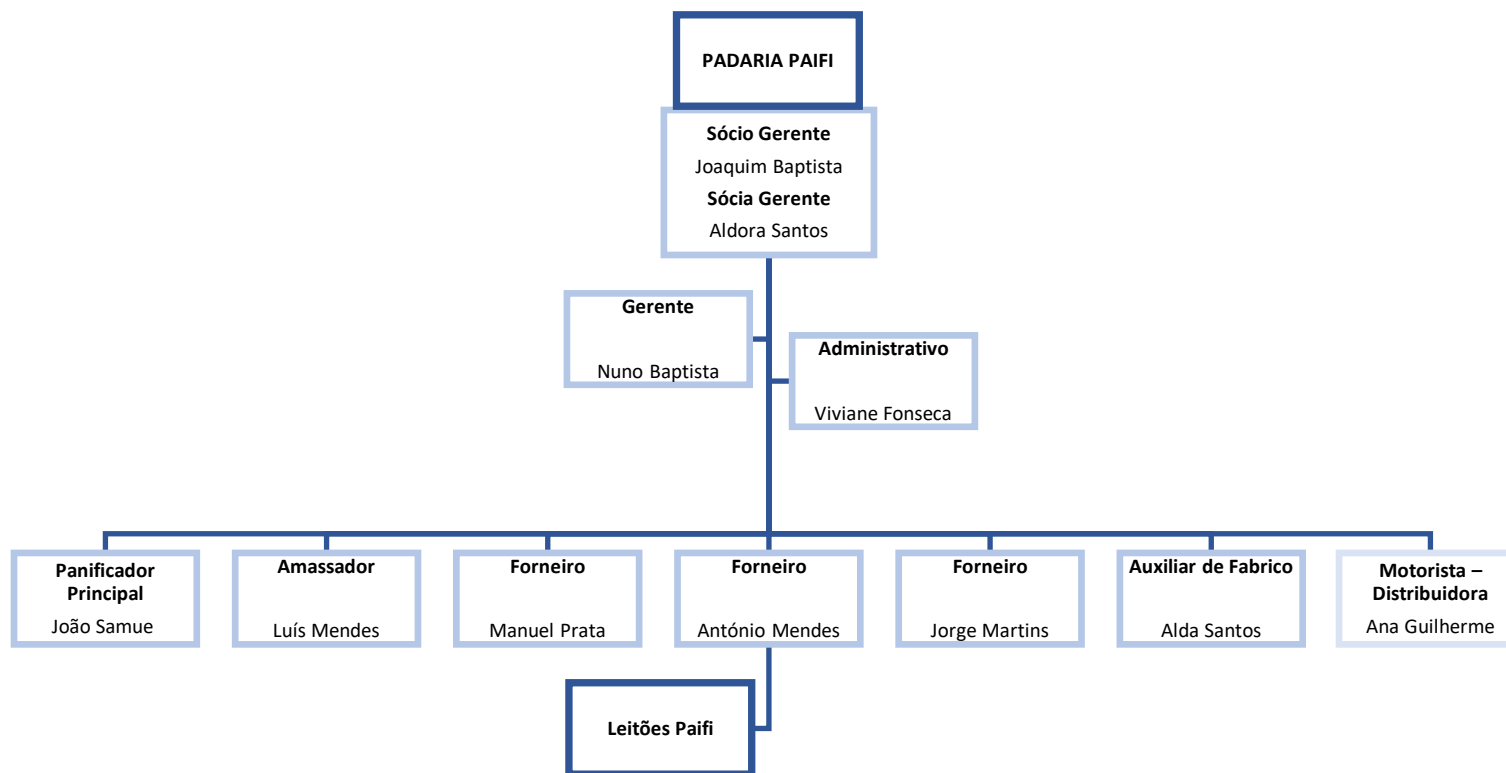 PADARIA PAIFI
Sócio Gerente
Joaquim Baptista
Sócia Gerente
Aldora Santos
Gerente
Nuno Baptista
Administrativo
Viviane Fonseca
Panificador
Principal
João Samue
Amassador
Luís Mendes
Forneiro
Manuel Prata
Forneiro
António Mendes
Forneiro
Jorge Martins
Auxiliar de Fabrico
Alda Santos
Motorista –
Distribuidora
Ana Guilherme
Leitões Paifi